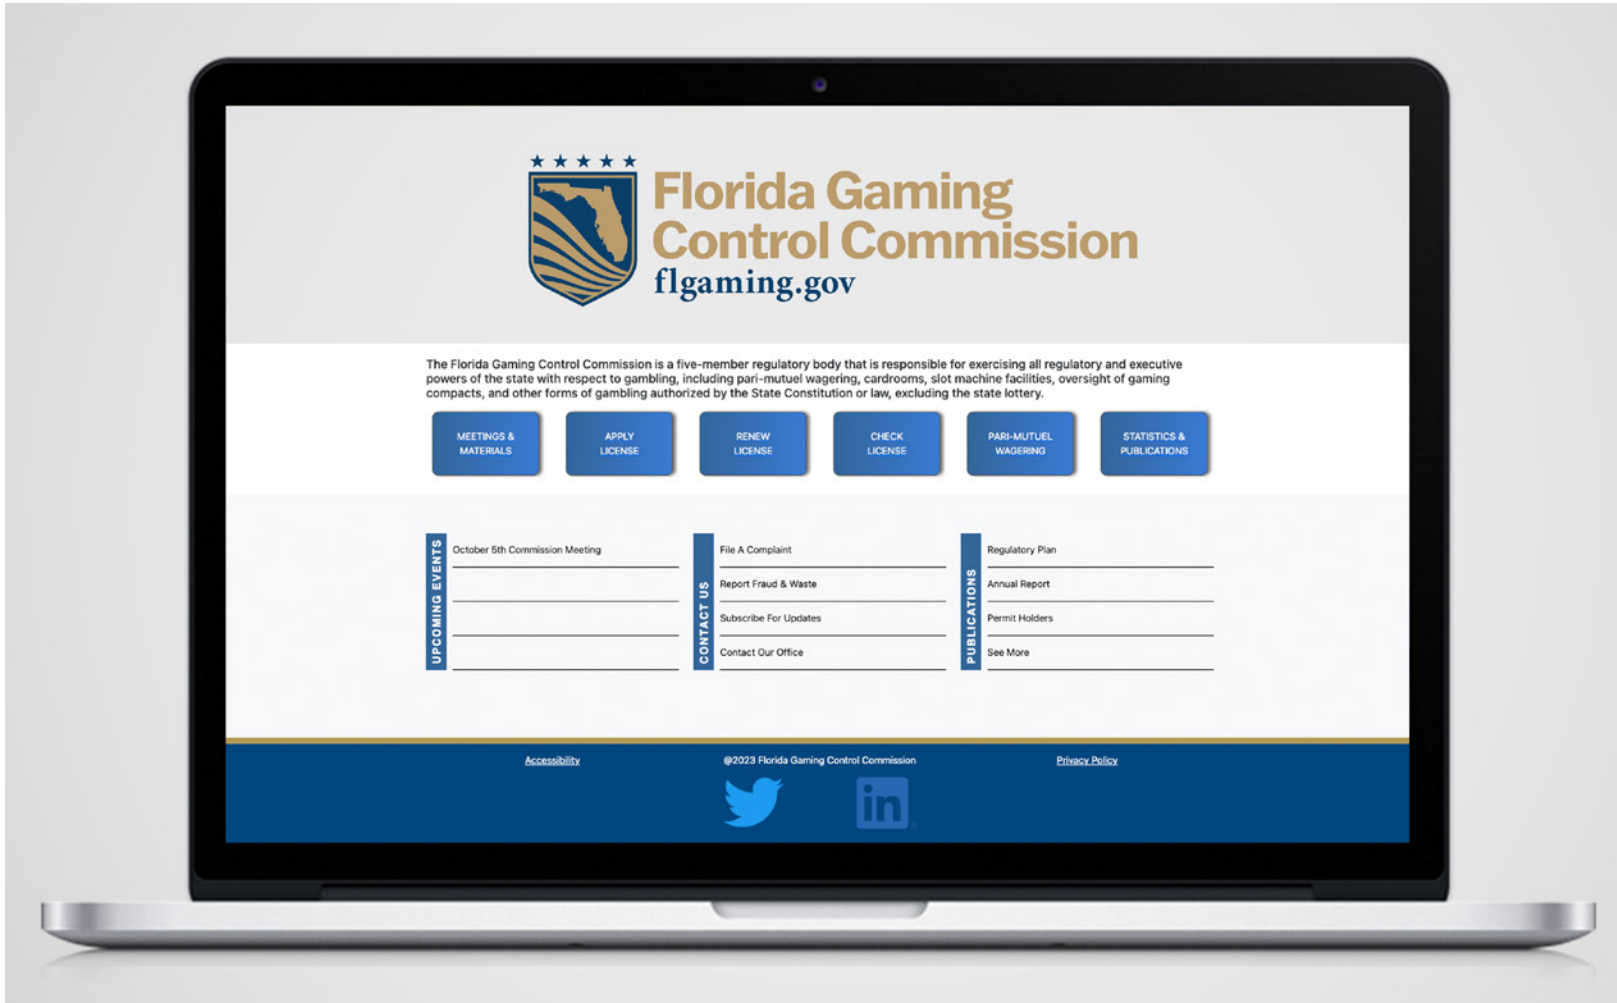 Florida Gaming
Control Commission
flgaming.gov
The Florida Gaming Control Commission is a five-member regulatory body that is responsible for exercising all regulatory and executive
powers of the state with respect to gambling, including pari-mutuel wagering, cardrooms, slot machine facilities, oversight of gaming
compacts, and other forms of gambling authorized by the State Constitution or law, excluding the state lottery.
MEETINGS &
MATERIALS
APPLY
LICENSE
RENEW
LICENSE
CHECK
LICENSE
PARI-MUTUEL
WAGERING
STATISTICS &
PUBLICATIONS
UPCOMING EVENTS
October 5th Commission Meeting
CONTACT US
File A Complaint
Report Fraud & Waste
Subscribe For Updates
Contact Our Office
PUBLICATIONS
Regulatory Plan
Annual Report
Permit Holders
See More
Accessibility
@2023 Florida Gaming Control Commission
Privacy Policy
in